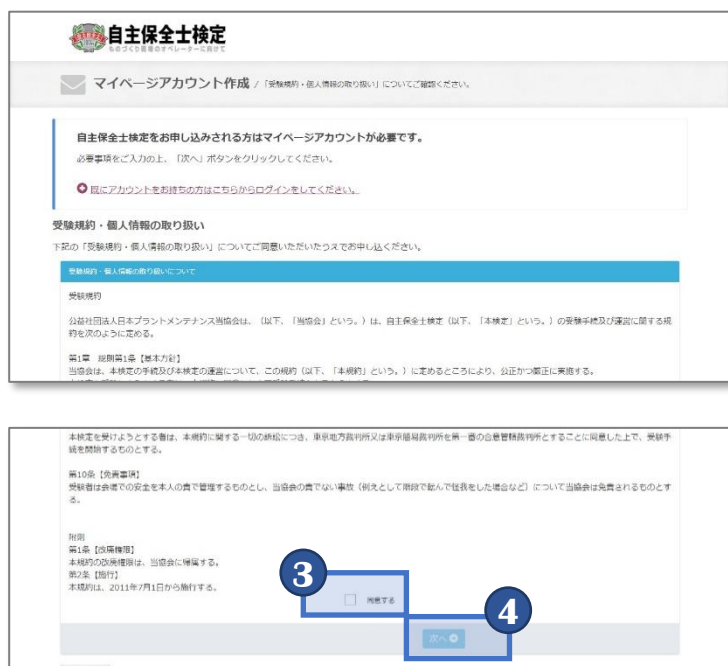 自主保全士検定
ものづくり現場のオペレーターに向けて
マイページアカウント作成 / 「受験規約・個人情報の取り扱い」についてご確認ください。
自主保全士検定をお申し込みされる方はマイページアカウントが必要です。
必要事項をご入力の上、「次へ」ボタンをクリックしてください。
既にアカウントをお持ちの方はこちらからログインをしてください。
受験規約・個人情報の取り扱い
下記の「受験規約・個人情報の取り扱い」についてご同意いただいたうえでお申し込ください。
受験規約・個人情報の取り扱いについて
受験規約
公益社団法人日本プラントメンテナンス協会は、(以下、「当協会」という。)は、自主保全士検定(以下、「本検定」という。)の受験手続及び運営に関する規
約を次のように定める。
第1章 総則第1条【基本方針】
当協会は、本検定の手続及び本検定の運営について、この規約(以下、「本規約」という。)に定めるところにより、公正かつ厳正に実施する。
本検定を受けようとする者は、本規約に関する一切の訴訟につき、東京地方裁判所又は東京簡易裁判所を第一審の合意管轄裁判所とすることに同意した上で、受験手
続を開始するものとする。
第10条【免責事項】
受験者は会場での安全を本人の責で管理するものとし、当協会の責でない事故(例えとして階段で転んで怪我をした場合など)について当協会は免責されるものとす
る。
附則
第1条【改廃権限】
本規約の改廃権限は、当協会に帰属する。
第2条【施行】
本規約は、2011年7月1日から施行する。
3
同意する
4
次へ